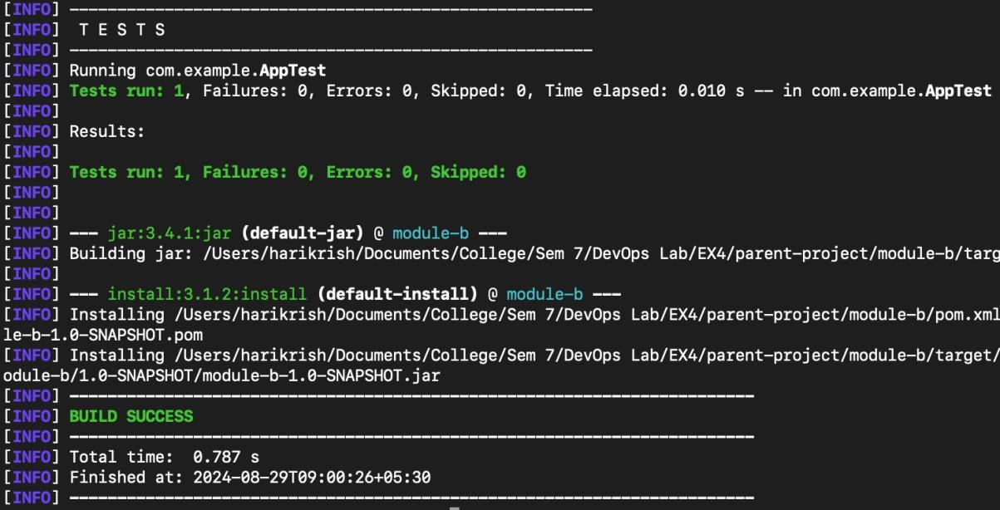 [INFO] -------------------------------------------------------
[INFO]  T E S T S
[INFO] -------------------------------------------------------
[INFO] Running com.example.AppTest
[INFO] Tests run: 1, Failures: 0, Errors: 0, Skipped: 0, Time elapsed: 0.010 s -- in com.example.AppTest
[INFO]
[INFO] Results:
[INFO]
[INFO] Tests run: 1, Failures: 0, Errors: 0, Skipped: 0
[INFO]
[INFO]
[INFO] --- jar:3.4.1:jar (default-jar) @ module-b ---
[INFO] Building jar: /Users/harikrish/Documents/College/Sem 7/DevOps Lab/EX4/parent-project/module-b/targ
[INFO]
[INFO] --- install:3.1.2:install (default-install) @ module-b ---
[INFO] Installing /Users/harikrish/Documents/College/Sem 7/DevOps Lab/EX4/parent-project/module-b/pom.xml
le-b-1.0-SNAPSHOT.pom
[INFO] Installing /Users/harikrish/Documents/College/Sem 7/DevOps Lab/EX4/parent-project/module-b/target/
odule-b/1.0-SNAPSHOT/module-b-1.0-SNAPSHOT.jar
[INFO] ------------------------------------------------------------------------
[INFO] BUILD SUCCESS
[INFO] ------------------------------------------------------------------------
[INFO] Total time:  0.787 s
[INFO] Finished at: 2024-08-29T09:00:26+05:30
[INFO] ------------------------------------------------------------------------